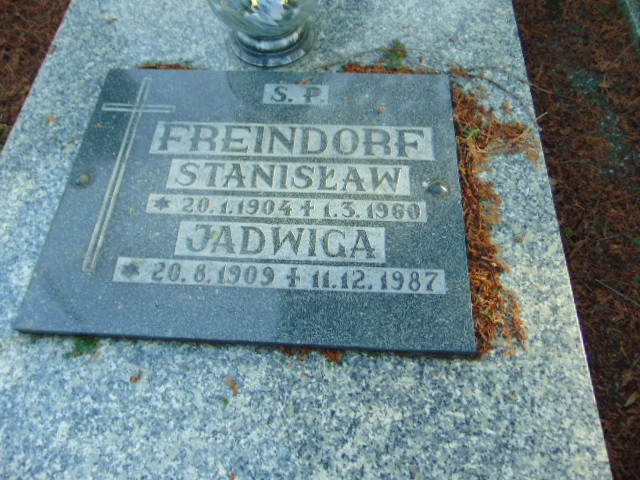 S.P.
FREINDORF
STANISŁAW
* 20.1.1904 + 1.3.1960
JADWIGA
* 20.8.1909 + 11.12.1987